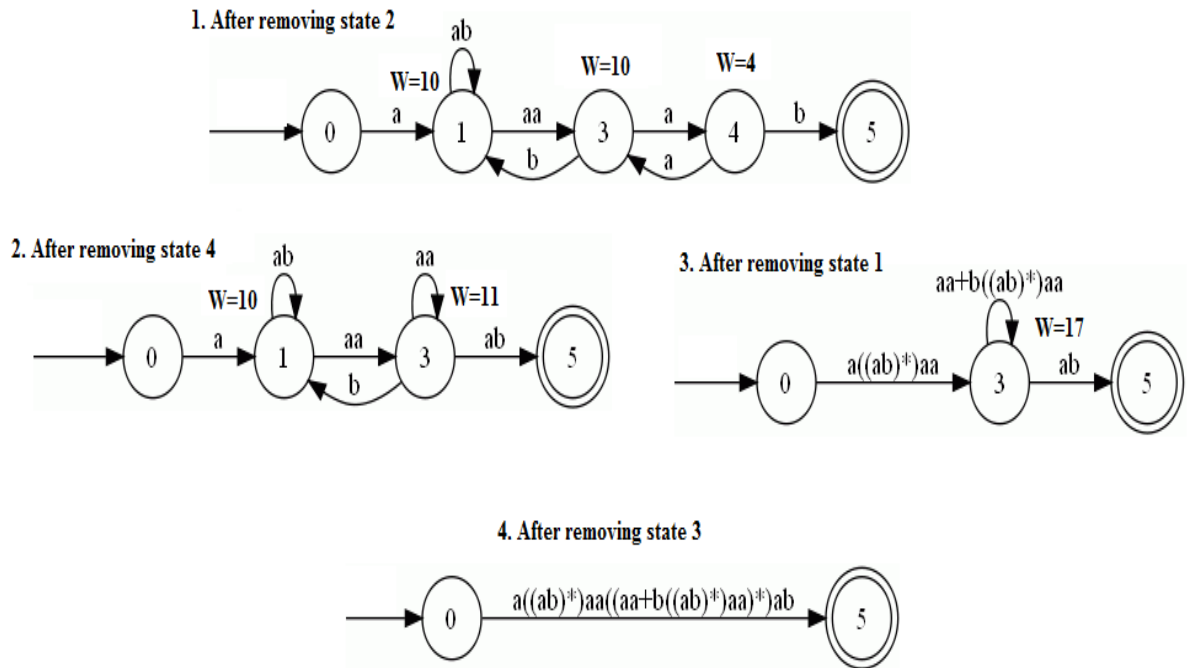 1. After removing state 2
ab
W=10
W=10
W=4
a
aa
a
b
0
1
3
4
5
b
a
2. After removing state 4
ab
aa
W=10
W=11
a
aa
ab
0
1
3
5
b
3. After removing state 1
aa+b((ab)*)aa
W=17
a((ab)*)aa
ab
0
3
5
4. After removing state 3
a((ab)*)aa((aa+b((ab)*)aa)*)ab
0
5